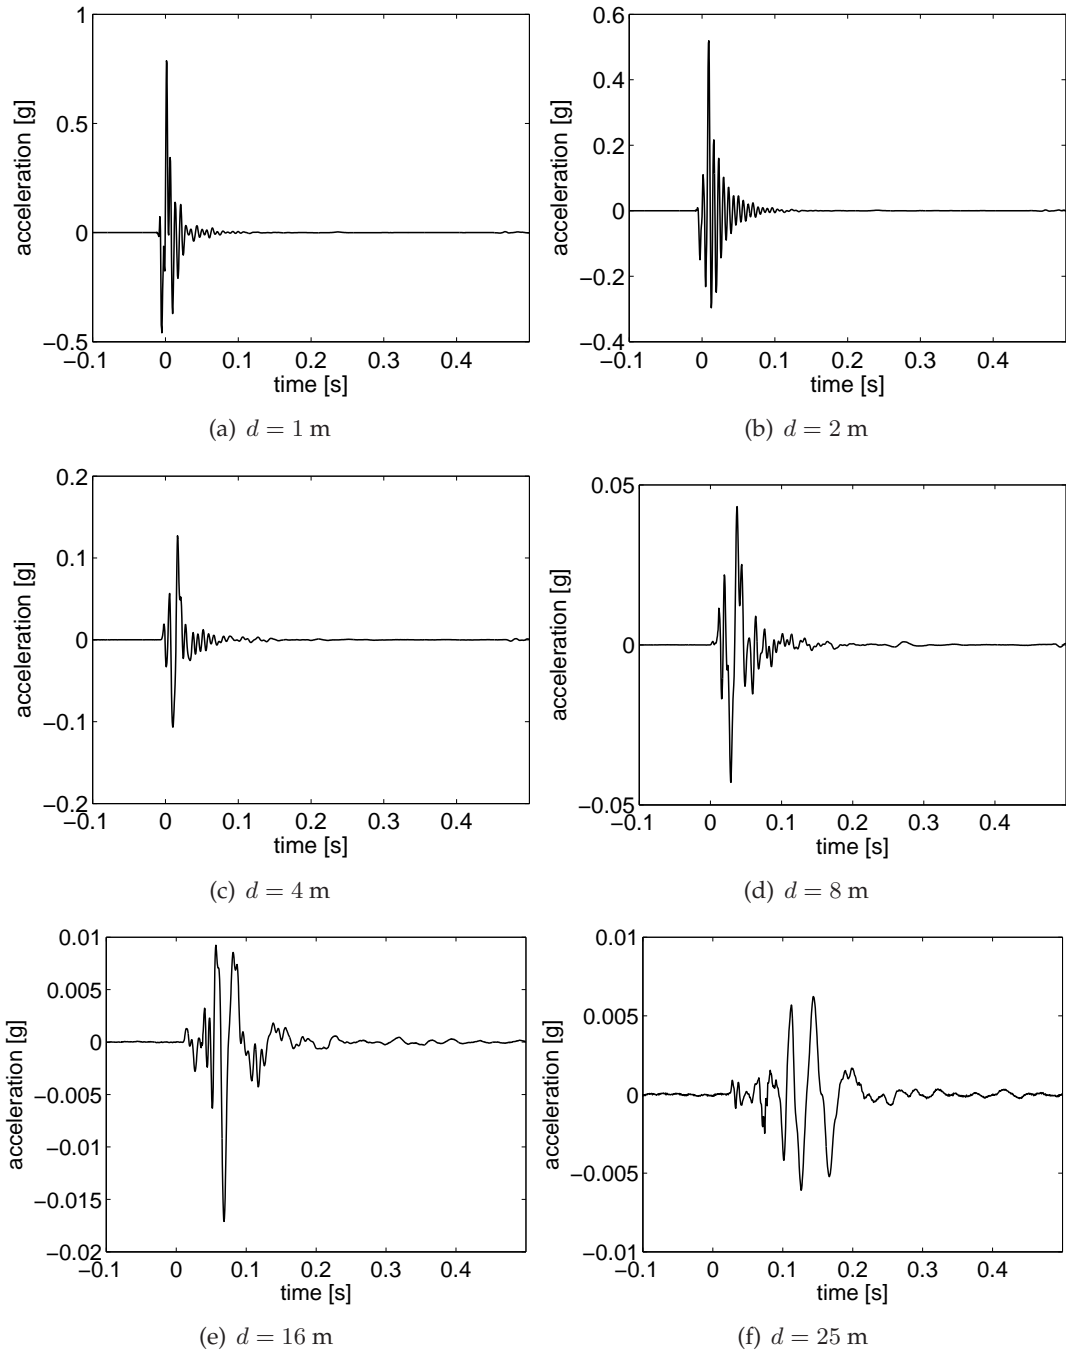 1
0.5
0
−0.5
acceleration [g]
−0.1 0 0.1 0.2 0.3 0.4
time [s]
(a) d = 1 m
0.6
0.4
0.2
0
−0.2
−0.4
acceleration [g]
−0.1 0 0.1 0.2 0.3 0.4
time [s]
(b) d = 2 m
0.2
0.1
0
−0.1
−0.2
acceleration [g]
−0.1 0 0.1 0.2 0.3 0.4
time [s]
(c) d = 4 m
0.05
0
−0.05
acceleration [g]
−0.1 0 0.1 0.2 0.3 0.4
time [s]
(d) d = 8 m
0.01
0.005
0
−0.005
−0.01
−0.015
−0.02
acceleration [g]
−0.1 0 0.1 0.2 0.3 0.4
time [s]
(e) d = 16 m
0.01
0.005
0
−0.005
−0.01
acceleration [g]
−0.1 0 0.1 0.2 0.3 0.4
time [s]
(f) d = 25 m